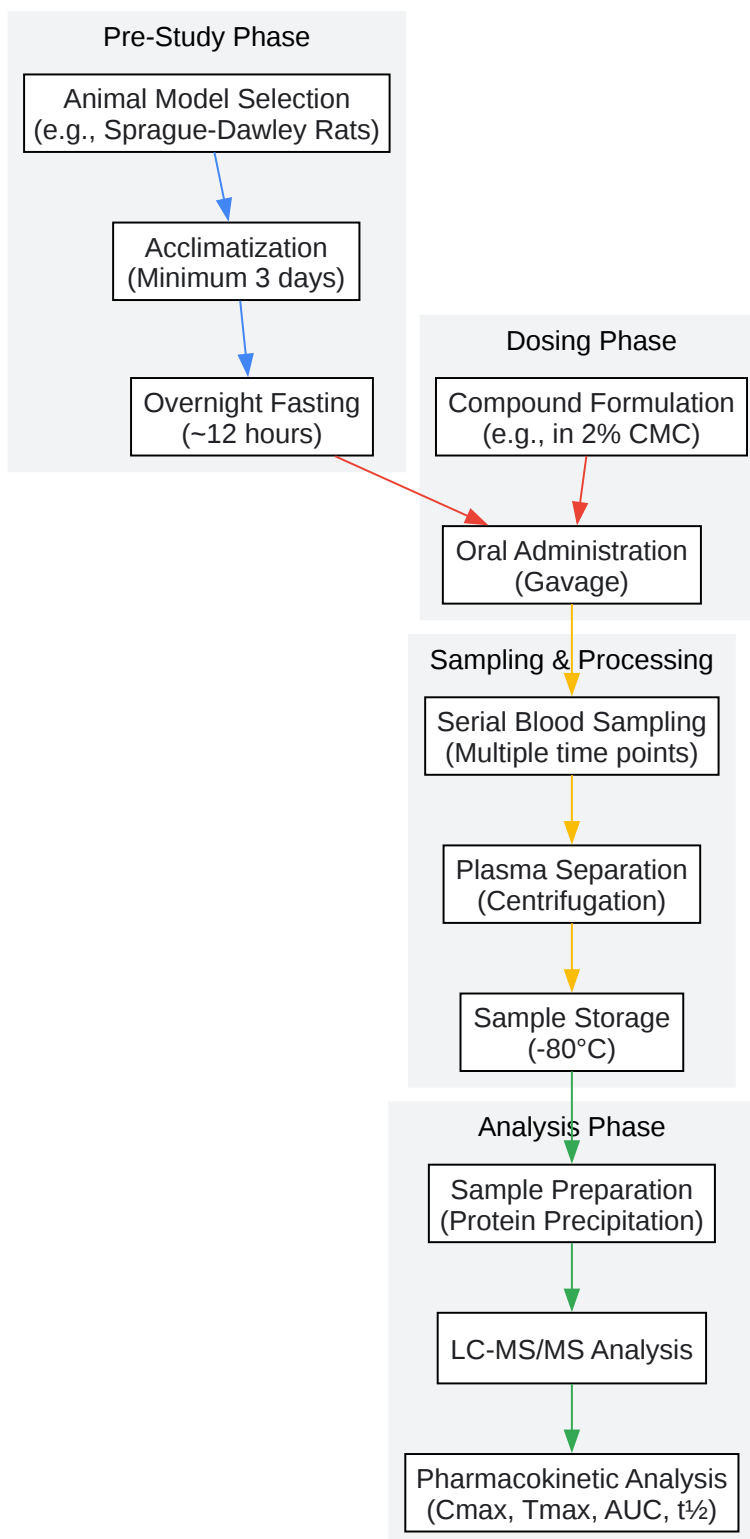 Pre-Study Phase
Animal Model Selection
(e.g., Sprague-Dawley Rats)
Acclimatization
(Minimum 3 days)
Overnight Fasting
(~12 hours)
Dosing Phase
Compound Formulation
(e.g., in 2% CMC)
Oral Administration
(Gavage)
Sampling & Processing
Serial Blood Sampling
(Multiple time points)
Plasma Separation
(Centrifugation)
Sample Storage
(-80°C)
Analysis Phase
Sample Preparation
(Protein Precipitation)
LC-MS/MS Analysis
Pharmacokinetic Analysis
(Cmax, Tmax, AUC, t½)